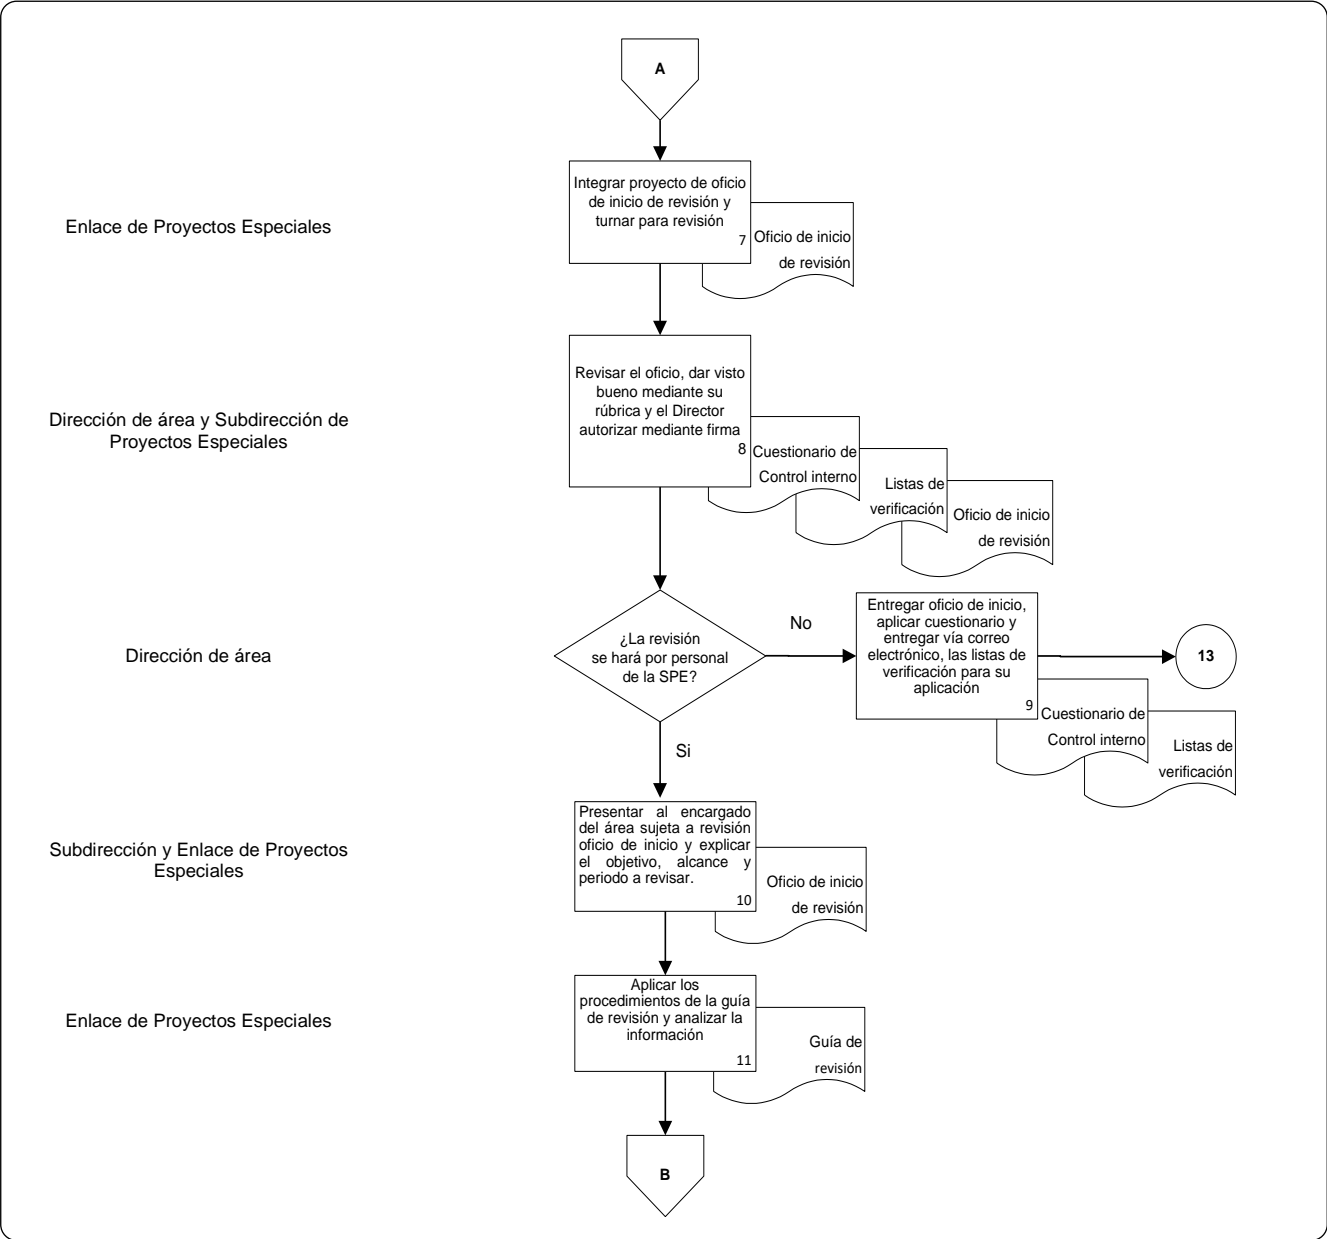 A
Enlace de Proyectos Especiales
Integrar proyecto de oficio
de inicio de revisión y
turnar para revisión
7
Oficio de inicio
de revisión
Dirección de área y Subdirección de
Proyectos Especiales
Revisar el oficio, dar visto
bueno mediante su
rúbrica y el Director
autorizar mediante firma
8
Cuestionario de
Control interno
Listas de
verificación
Oficio de inicio
de revisión
Dirección de área
¿La revisión
se hará por personal
de la SPE?
No
Entregar oficio de inicio,
aplicar cuestionario y
entregar vía correo
electrónico, las listas de
verificación para su
aplicación
9
13
Cuestionario de
Control interno
Listas de
verificación
Si
Subdirección y Enlace de Proyectos
Especiales
Presentar al encargado
del área sujeta a revisión
oficio de inicio y explicar
el objetivo, alcance y
periodo a revisar.
10
Oficio de inicio
de revisión
Enlace de Proyectos Especiales
Aplicar los
procedimientos de la guía
de revisión y analizar la
información
11
Guía de
revisión
B